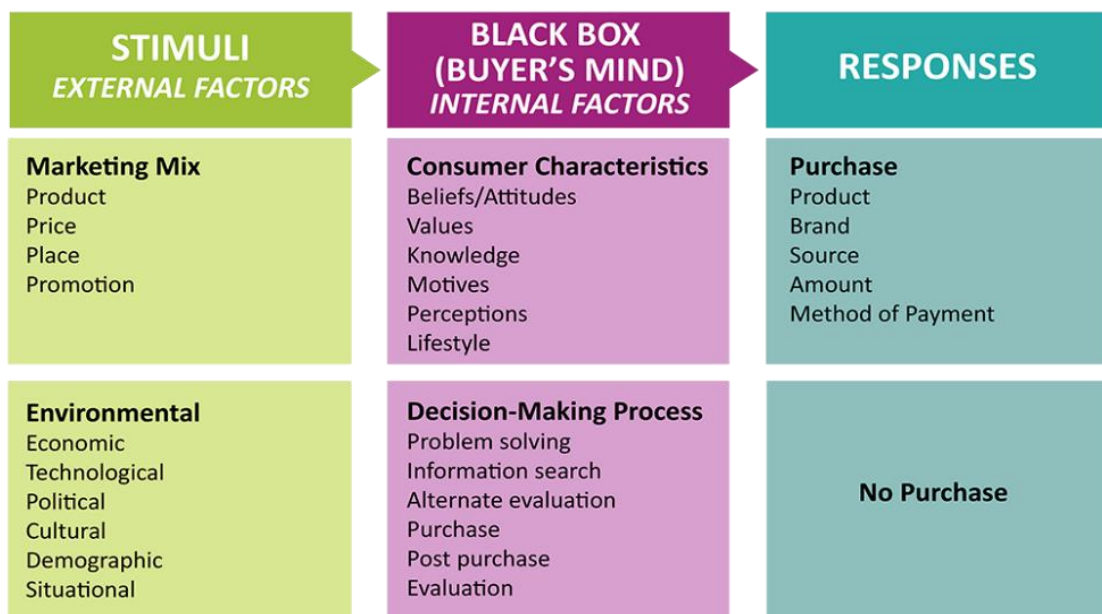 STIMULI
EXTERNAL FACTORS
Marketing Mix
Product
Price
Place
Promotion
Environmental
Economic
Technological
Political
Cultural
Demographic
Situational
BLACK BOX
(BUYER’S MIND)
INTERNAL FACTORS
Consumer Characteristics
Beliefs/Attitudes
Values
Knowledge
Motives
Perceptions
Lifestyle
Decision-Making Process
Problem solving
Information search
Alternate evaluation
Purchase
Post purchase
Evaluation
RESPONSES
Purchase
Product
Brand
Source
Amount
Method of Payment
No Purchase